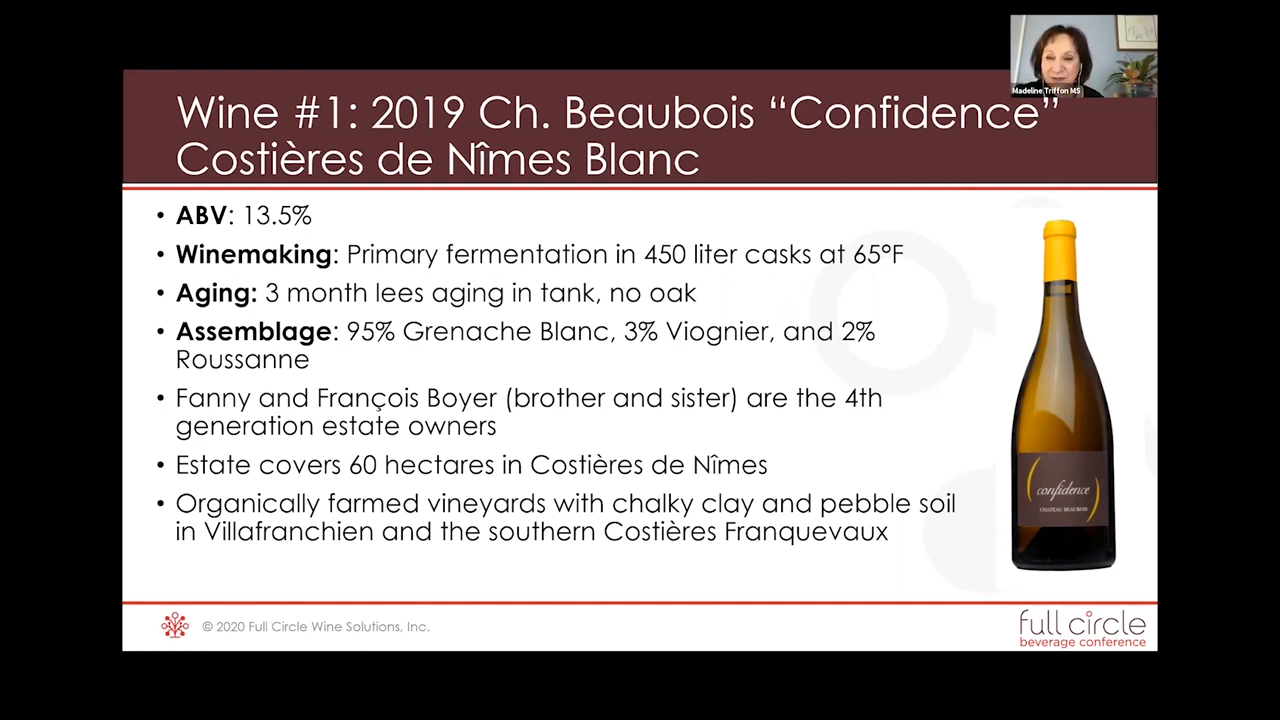 Madeline Triffon MS
Wine #1: 2019 Ch. Beaubois “Confidence”
Costières de Nîmes Blanc
• ABV: 13.5%
• Winemaking: Primary fermentation in 450 liter casks at 65°F
• Aging: 3 month lees aging in tank, no oak
• Assemblage: 95% Grenache Blanc, 3% Viognier, and 2%
Roussanne
• Fanny and François Boyer (brother and sister) are the 4th
generation estate owners
• Estate covers 60 hectares in Costières de Nîmes
• Organically farmed vineyards with chalky clay and pebble soil
in Villafranchien and the southern Costières Franquevaux
(confidence)
CHATEAU BEAUBOIS
© 2020 Full Circle Wine Solutions, Inc.
full circle
beverage conference